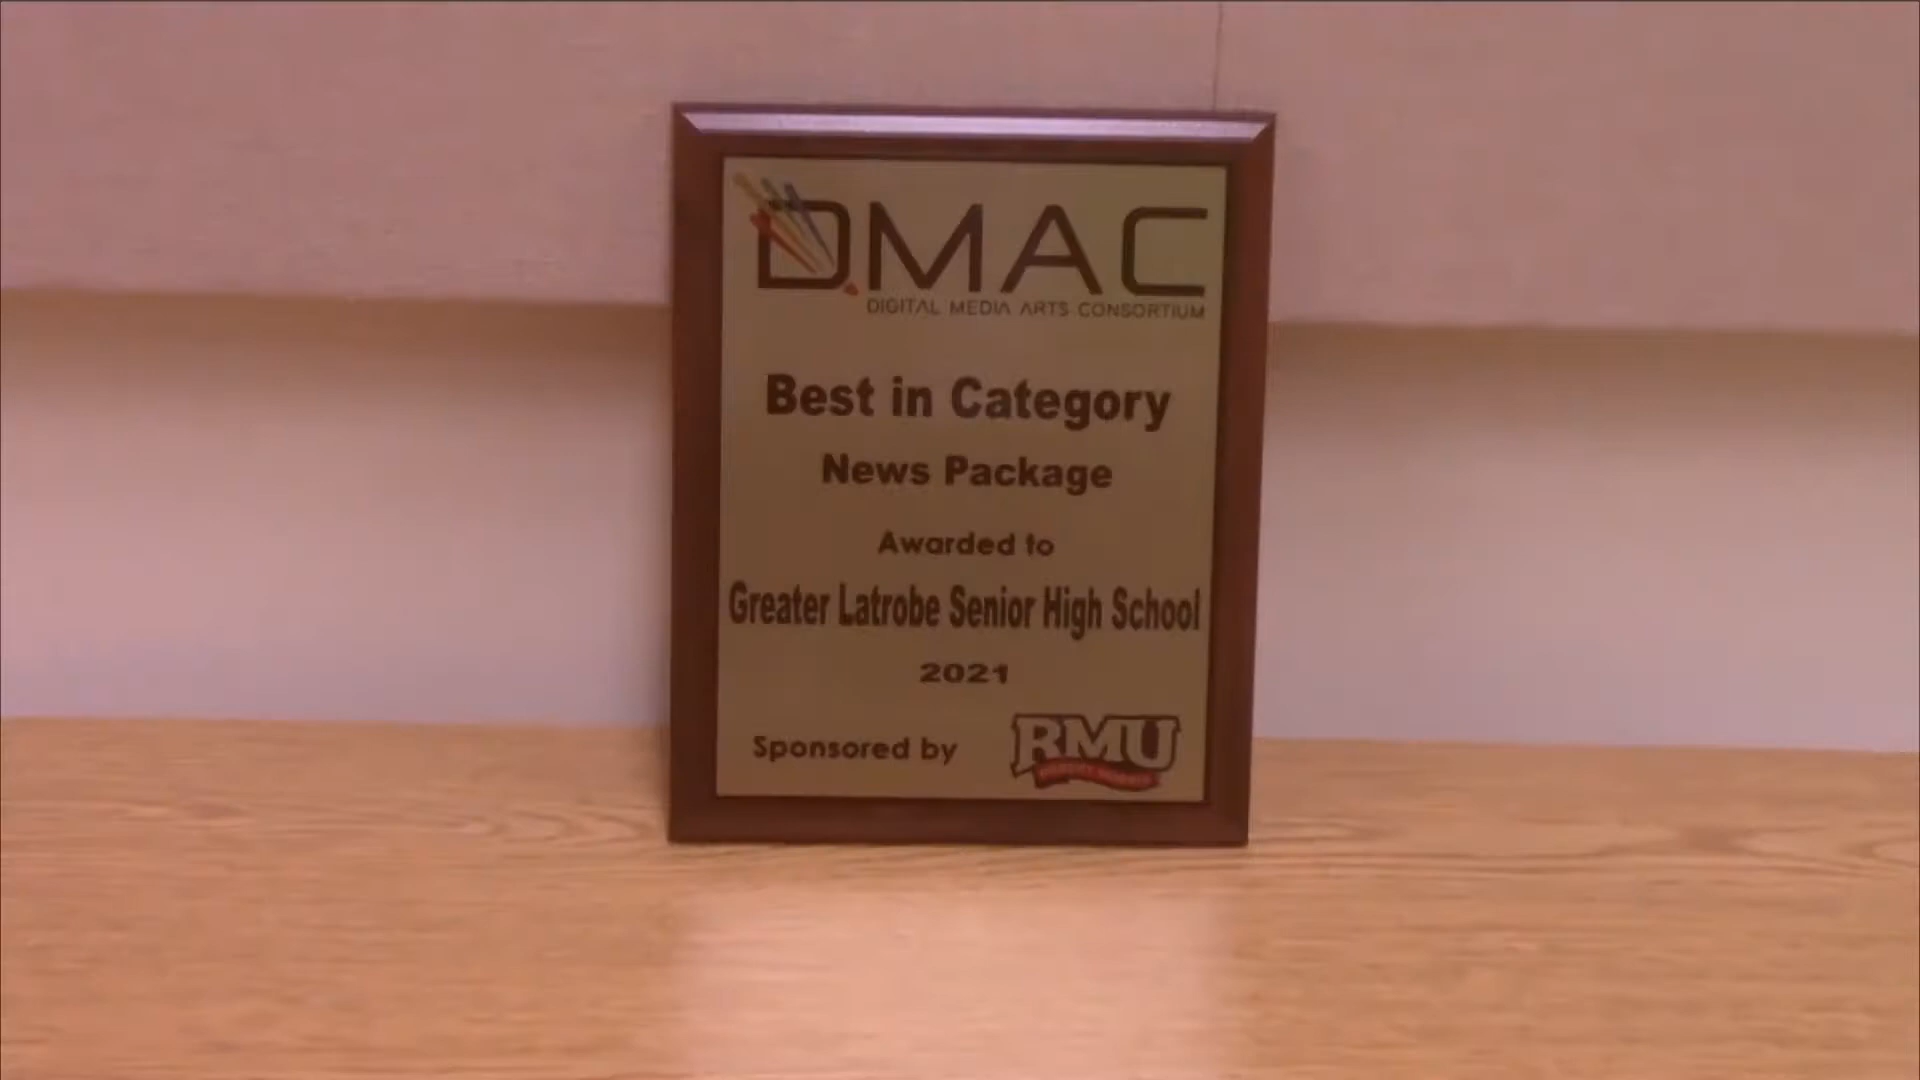 D.MAC
DIGITAL MEDIA ARTS CONSORTIUM
Best in Category
News Package
Awarded to
Greater Latrobe Senior High School
2021
Sponsored by RMU